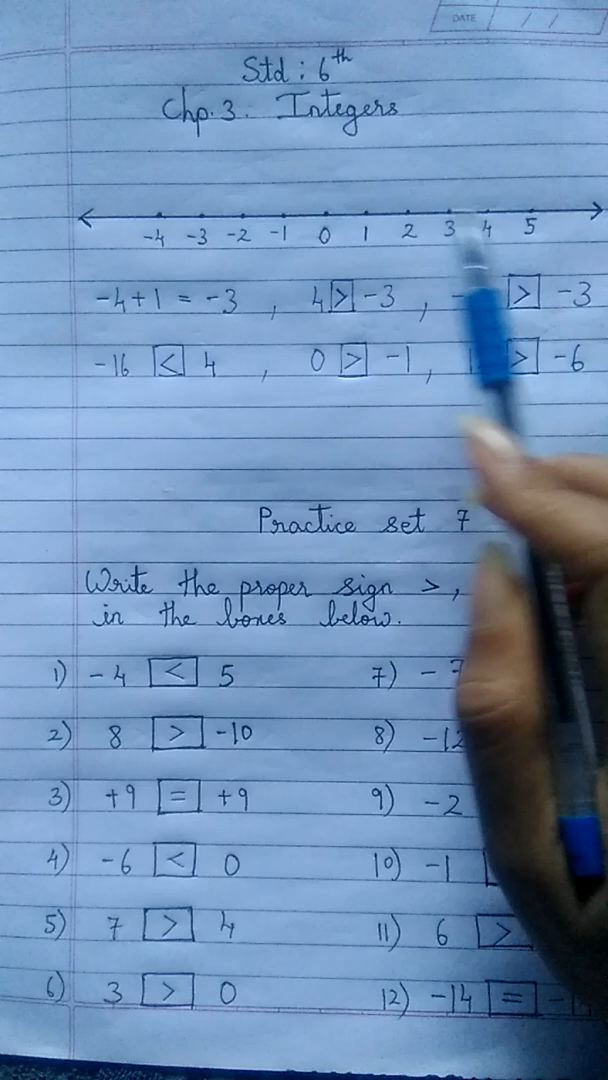 DATE / /
Std : 6th
Chp. 3. Integers
-4 -3 -2 -1 0 1 2 3 4 5
-4+1 = -3 , 4 > -3 , - > -3
-16 < 4 , 0 > -1 , > -6
Practice set 7
Write the proper sign > ,
in the boxes below.
1) -4 < 5 7) -7
2) 8 > -10 8) -12
3) +9 = +9 9) -2
4) -6 < 0 10) -1
5) 7 > 4 11) 6 >
6) 3 > 0 12) -14 = -14